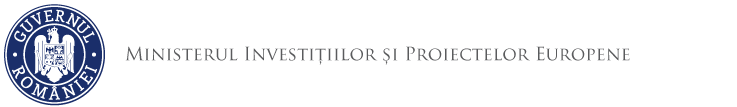 GUVERNUL
ROMÂNIEI
Ministerul Investițiilor și Proiectelor Europene